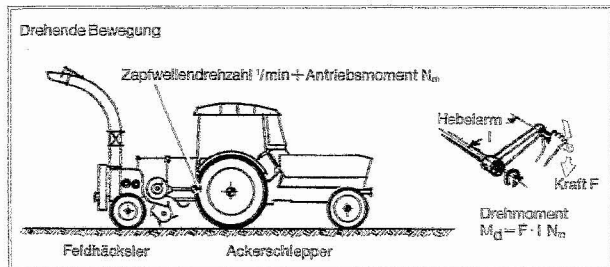 Drehende Bewegung
Zapfwellendrehzahl 1/min + Antriebsmoment Nm
Hebelarm
l
Kraft F
Drehmoment
Md = F · l Nm
Feldhäcksler
Ackerschlepper